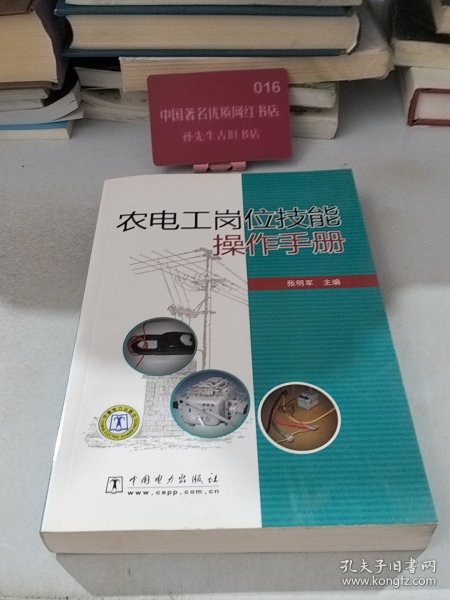 016
中国著名优质网红书店
孙先生古旧书店
农电工岗位技能
操作手册
张明军 主编
中国电力出版社
www.cepp.com.cn
孔夫子旧书网
www.kongfz.com